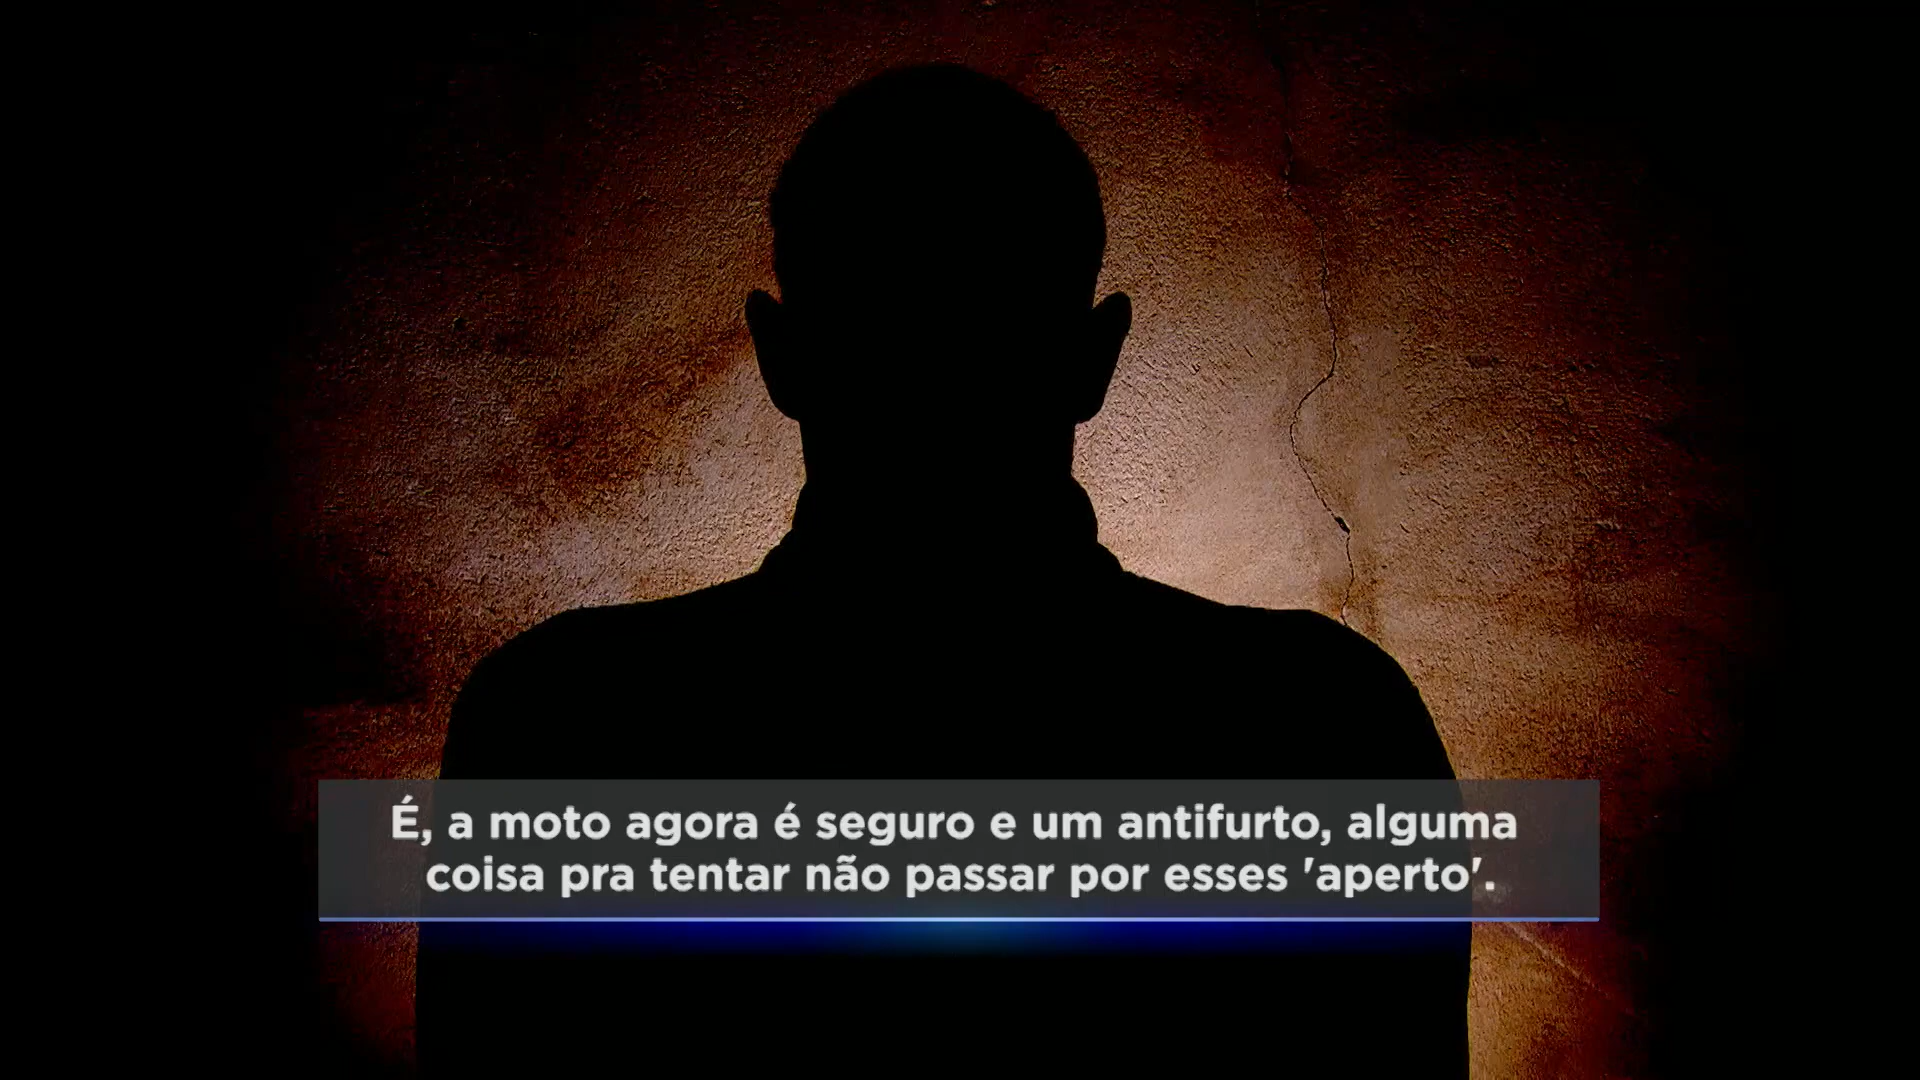 É, a moto agora é seguro e um antifurto, alguma
coisa pra tentar não passar por esses 'aperto'.